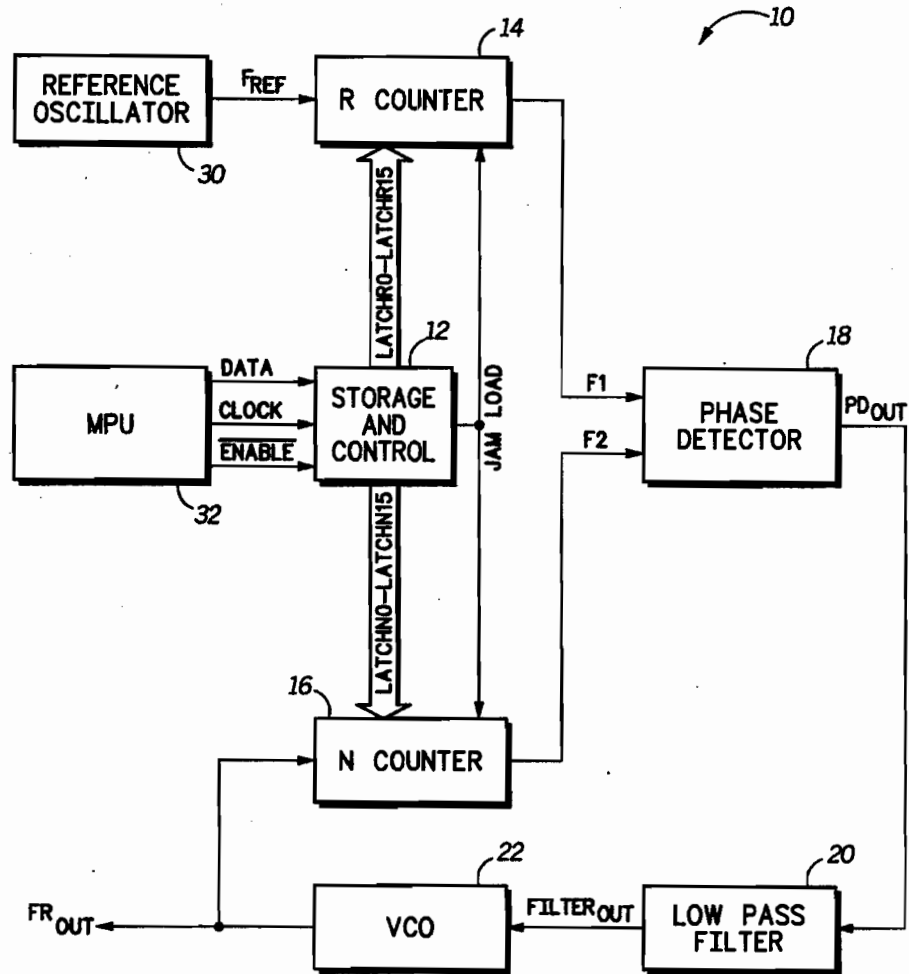 10
14
REFERENCE
OSCILLATOR
FREF
R COUNTER
30
LATCHR0-LATCHR15
JAM LOAD
12
18
MPU
DATA
CLOCK
ENABLE
STORAGE
AND
CONTROL
F1
F2
PHASE
DETECTOR
PDOUT
32
LATCHN0-LATCHN15
16
N COUNTER
22
20
FROUT
VCO
FILTEROUT
LOW PASS
FILTER